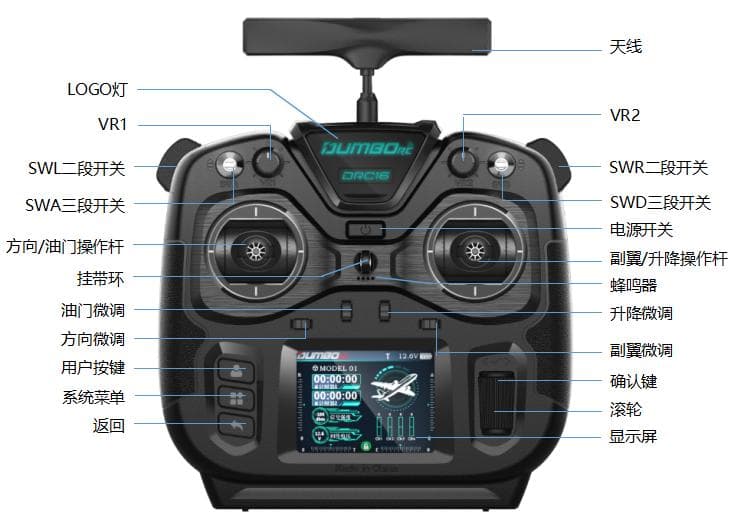 天线
LOGO灯
VR1
VR2
SWL二段开关
SWR二段开关
SWA三段开关
SWD三段开关
DUMBORC
DRC16
电源开关
方向/油门操作杆
副翼/升降操作杆
挂带环
蜂鸣器
油门微调
升降微调
方向微调
副翼微调
用户按键
系统菜单
返回
确认键
滚轮
显示屏
DUMBO
T 12.6V
MODEL 01
00:00:00
00:00:00
Made in China